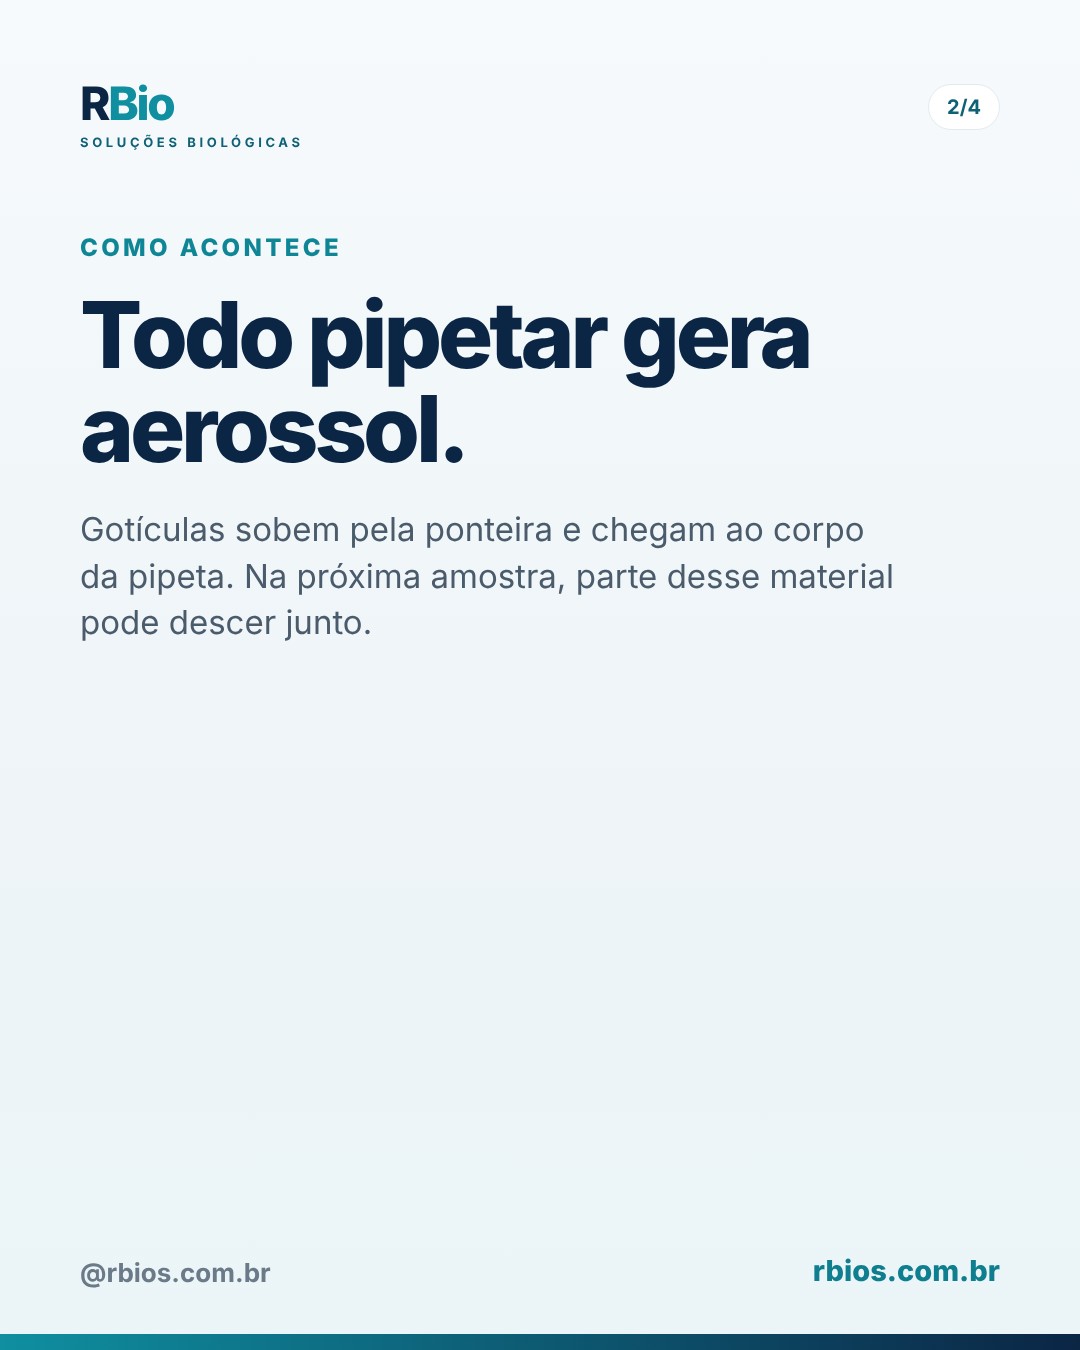 RBio
SOLUÇÕES BIOLÓGICAS
2/4
COMO ACONTECE
Todo pipetar gera
aerossol.
Gotículas sobem pela ponteira e chegam ao corpo
da pipeta. Na próxima amostra, parte desse material
pode descer junto.
@rbios.com.br
rbios.com.br